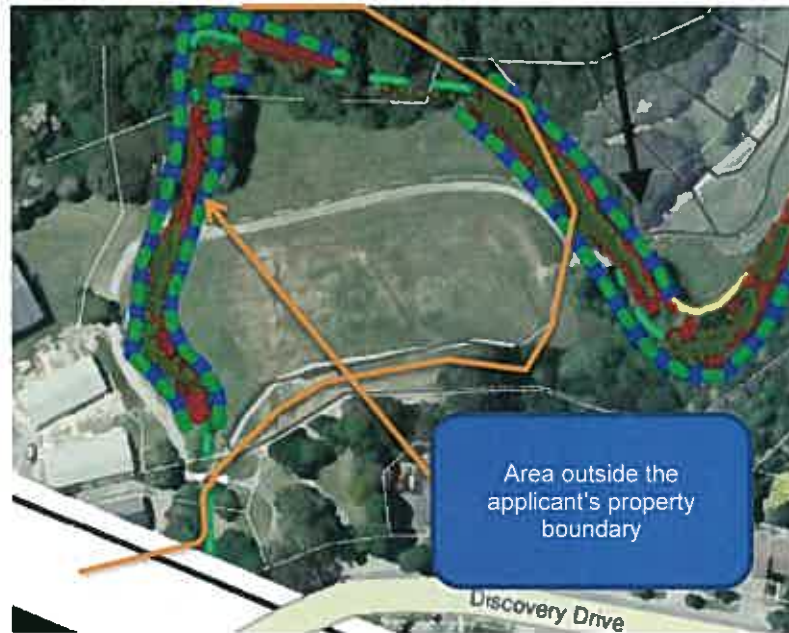 Area outside the
applicant's property
boundary
Discovery Drive